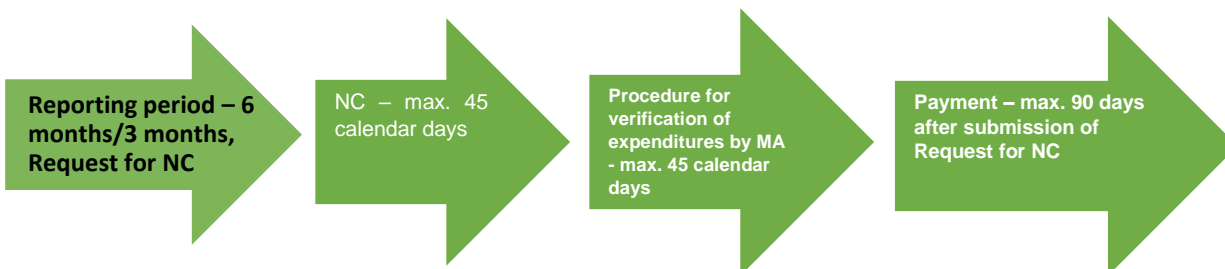 Reporting period – 6
months/3 months,
Request for NC
NC – max. 45
calendar days
Procedure for
verification of
expenditures by MA
- max. 45 calendar
days
Payment – max. 90 days
after submission of
Request for NC